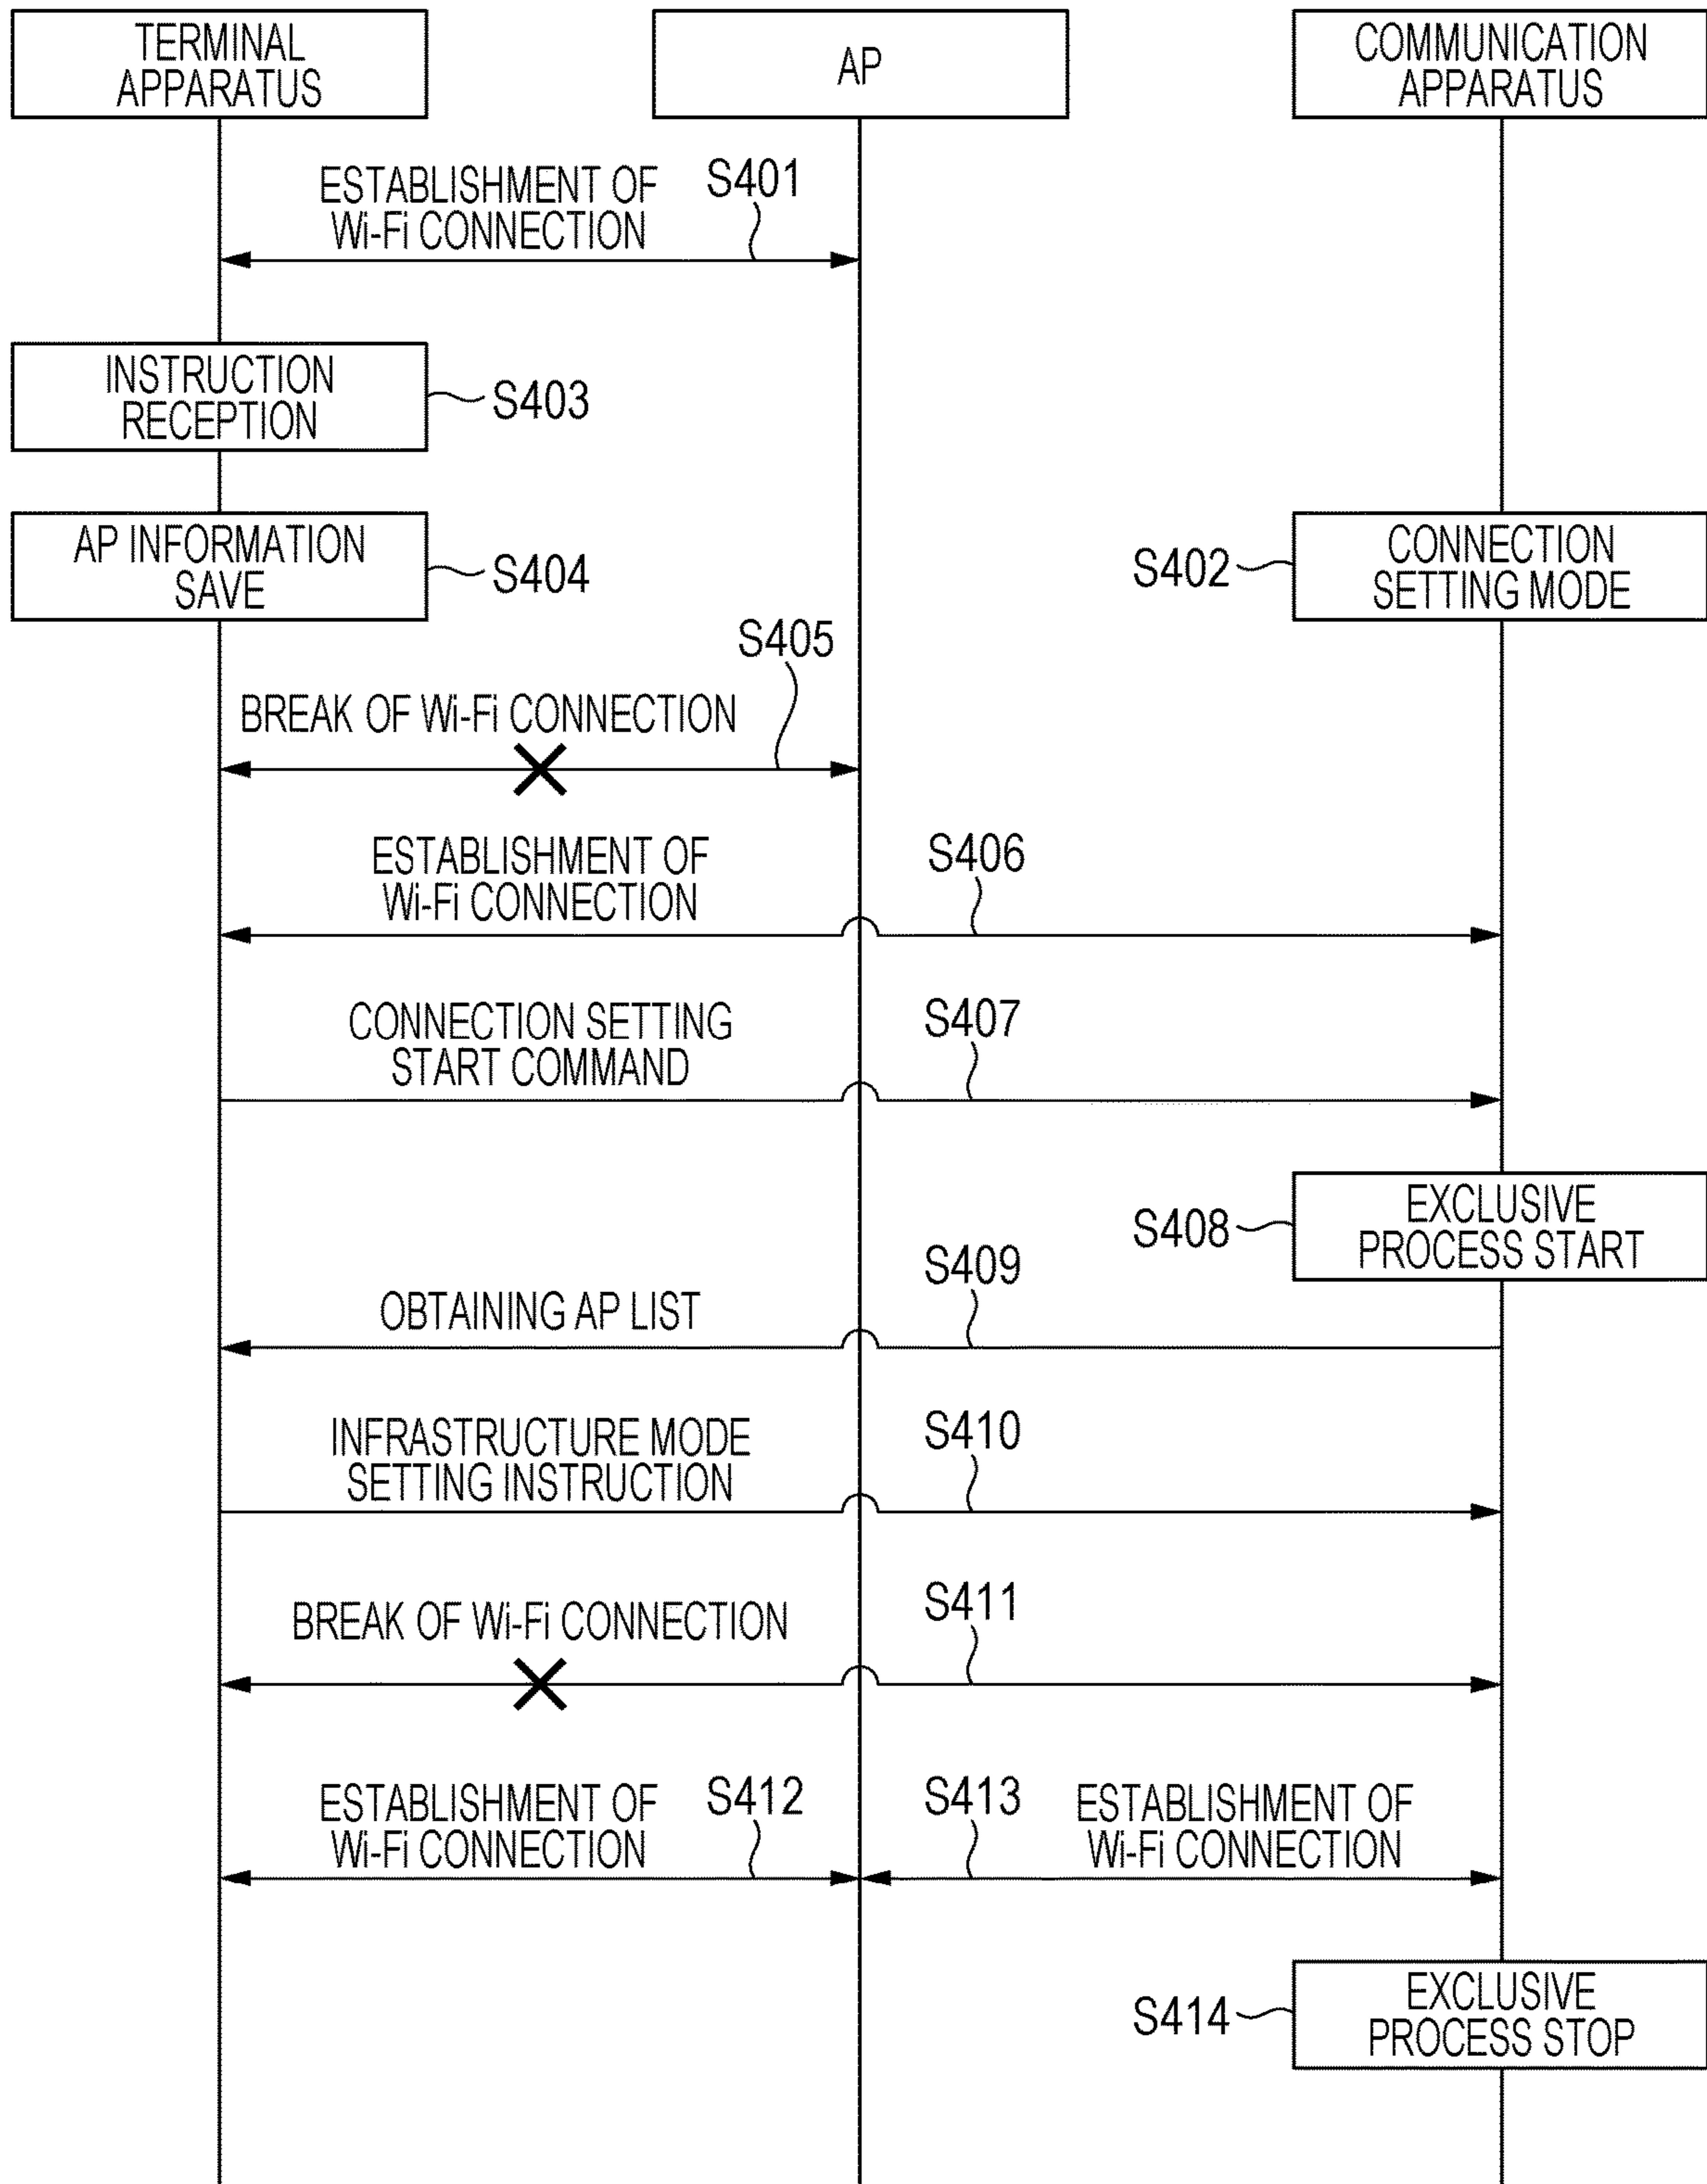 TERMINAL
APPARATUS
AP
COMMUNICATION
APPARATUS
ESTABLISHMENT OF
Wi-Fi CONNECTION
S401
INSTRUCTION
RECEPTION
S403
AP INFORMATION
SAVE
S404
S402
CONNECTION
SETTING MODE
S405
BREAK OF Wi-Fi CONNECTION
ESTABLISHMENT OF
Wi-Fi CONNECTION
S406
CONNECTION SETTING
START COMMAND
S407
S408
EXCLUSIVE
PROCESS START
S409
OBTAINING AP LIST
INFRASTRUCTURE MODE
SETTING INSTRUCTION
S410
BREAK OF Wi-Fi CONNECTION
S411
ESTABLISHMENT OF
Wi-Fi CONNECTION
S412
S413
ESTABLISHMENT OF
Wi-Fi CONNECTION
S414
EXCLUSIVE
PROCESS STOP